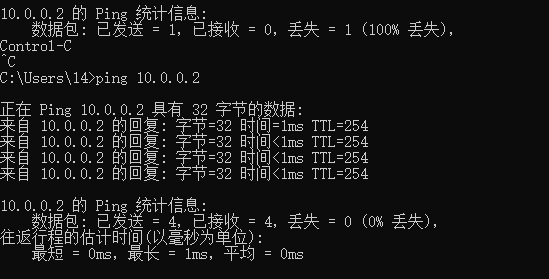 10.0.0.2 的 Ping 统计信息:
数据包: 已发送 = 1, 已接收 = 0, 丢失 = 1 (100% 丢失),
Control-C
^C
C:\Users\14>ping 10.0.0.2
正在 Ping 10.0.0.2 具有 32 字节的数据:
来自 10.0.0.2 的回复: 字节=32 时间=1ms TTL=254
来自 10.0.0.2 的回复: 字节=32 时间<1ms TTL=254
来自 10.0.0.2 的回复: 字节=32 时间<1ms TTL=254
来自 10.0.0.2 的回复: 字节=32 时间<1ms TTL=254
10.0.0.2 的 Ping 统计信息:
数据包: 已发送 = 4, 已接收 = 4, 丢失 = 0 (0% 丢失),
往返行程的估计时间(以毫秒为单位):
最短 = 0ms, 最长 = 1ms, 平均 = 0ms